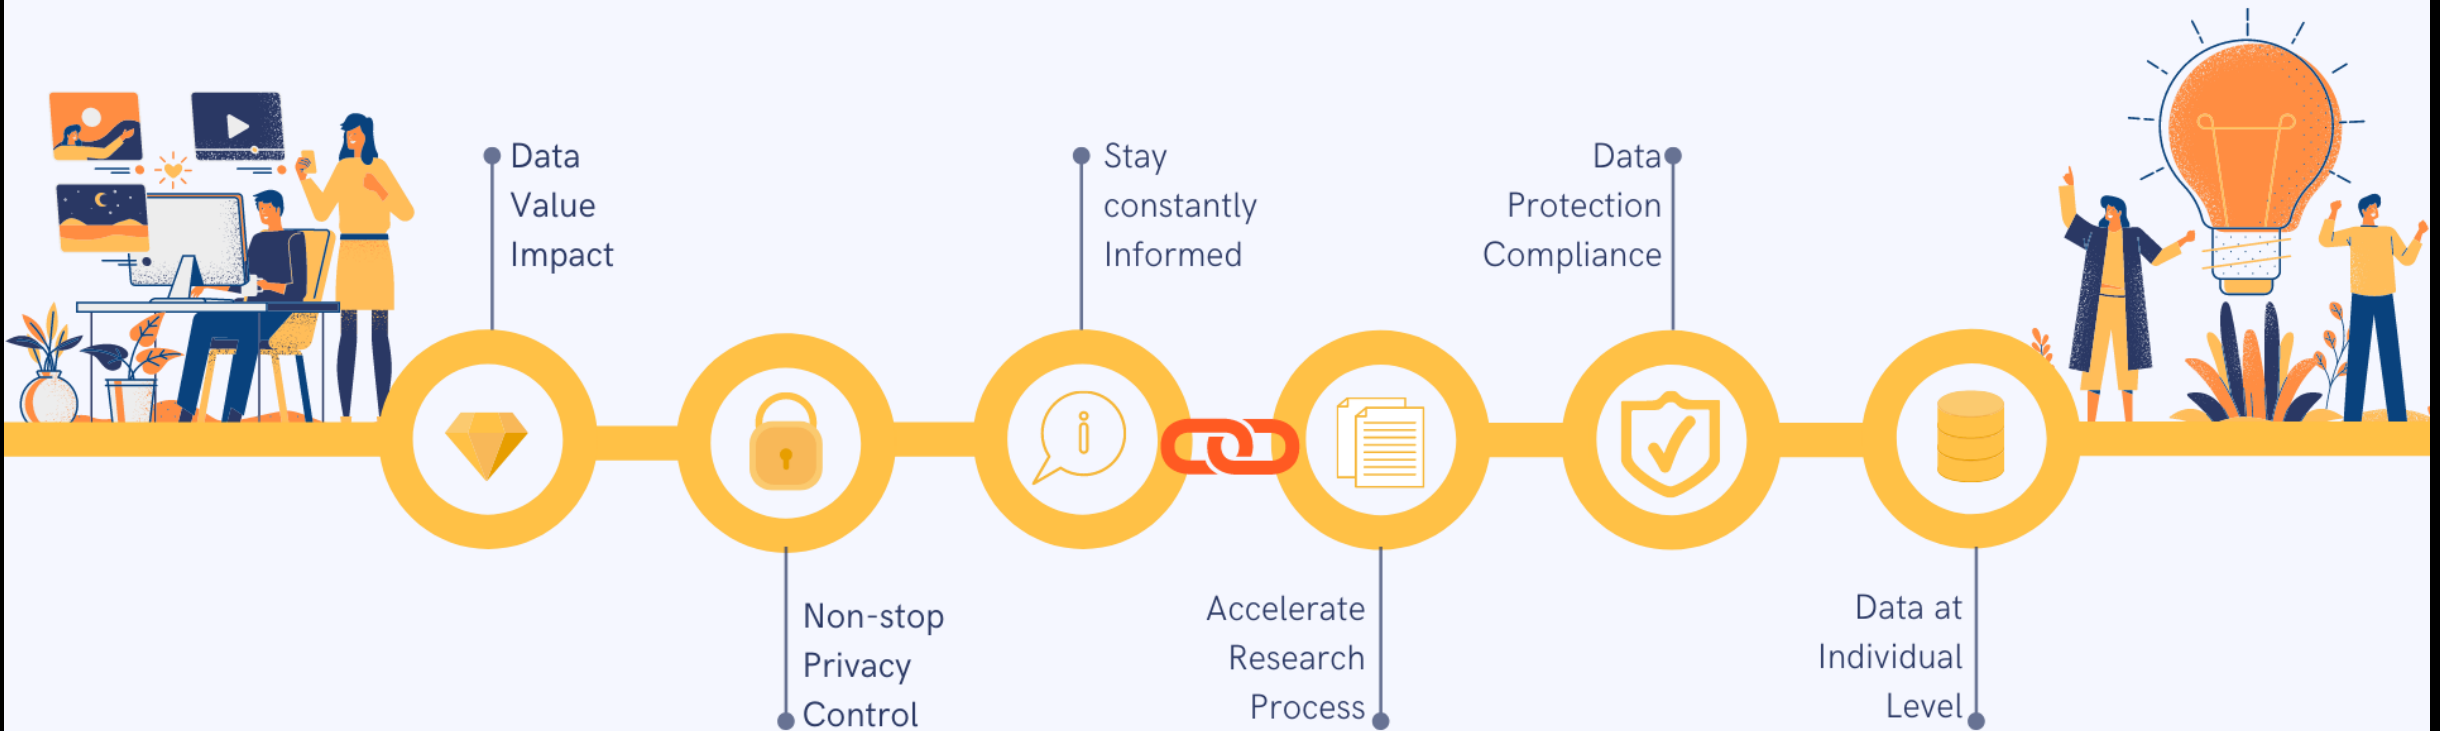 Data
Value
Impact
Non-stop
Privacy
Control
Stay
constantly
Informed
Accelerate
Research
Process
Data
Protection
Compliance
Data at
Individual
Level